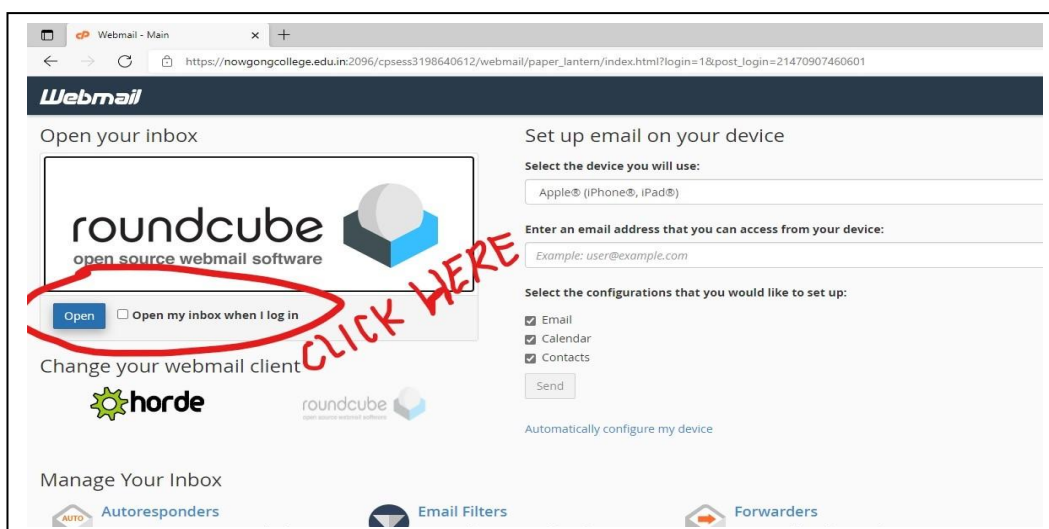 Webmail - Main
https://nowgongcollege.edu.in:2096/cpsess3198640612/webmail/paper_lantern/index.html?login=1&post_login=21470907460601
Webmail
Open your inbox
roundcube
open source webmail software
Open
Open my inbox when I log in
CLICK HERE
Change your webmail client
horde
roundcube
open source webmail software
Set up email on your device
Select the device you will use:
Apple® (iPhone®, iPad®)
Enter an email address that you can access from your device:
Example: user@example.com
Select the configurations that you would like to set up:
Email
Calendar
Contacts
Send
Automatically configure my device
Manage Your Inbox
AUTO
Autoresponders
Email Filters
Forwarders